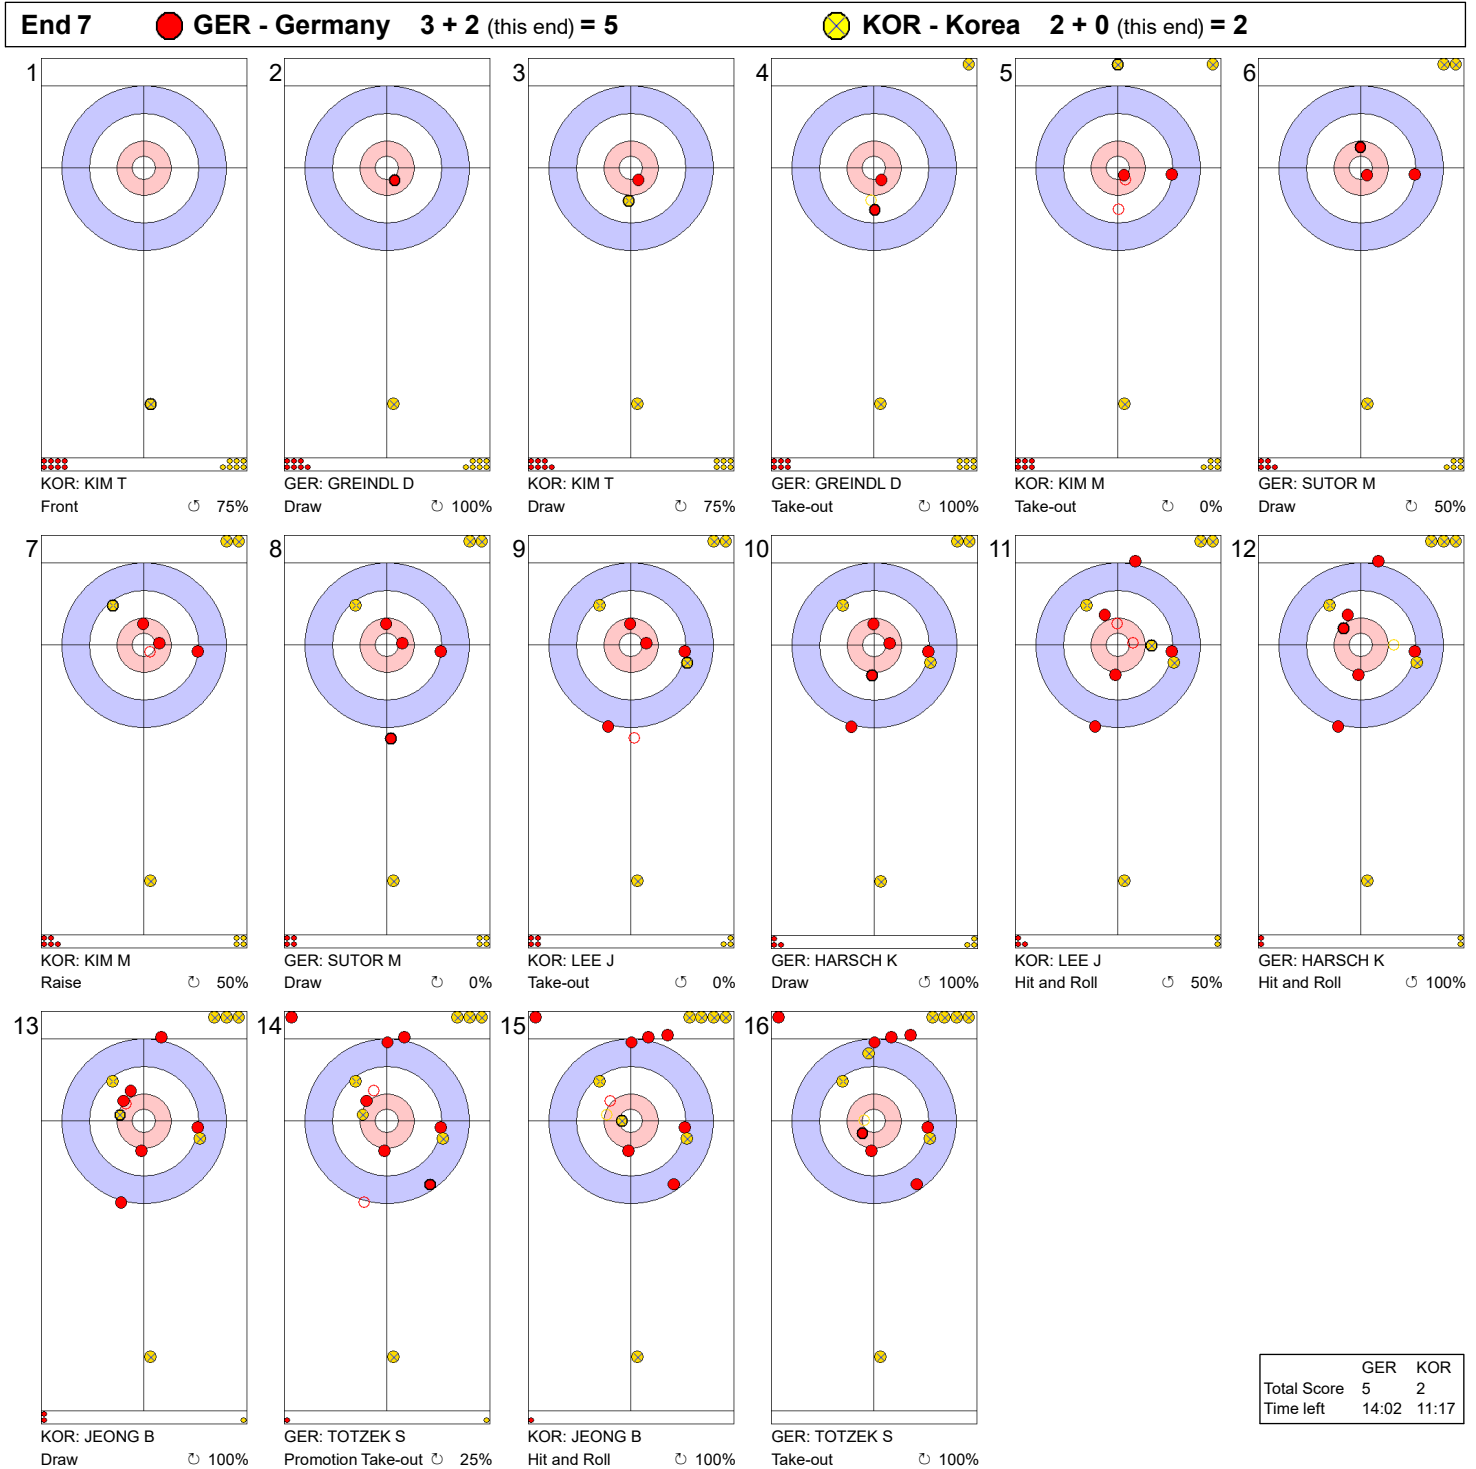 End 7 GER - Germany 3 + 2 (this end) = 5 KOR - Korea 2 + 0 (this end) = 2
1 2 3 4 5 6
KOR: KIM T GER: GREINDL D KOR: KIM T GER: GREINDL D KOR: KIM M GER: SUTOR M
Front ↺ 75% Draw ↻ 100% Draw ↻ 75% Take-out ↻ 100% Take-out ↻ 0% Draw ↺ 50%
7 8 9 10 11 12
KOR: KIM M GER: SUTOR M KOR: LEE J GER: HARSCH K KOR: LEE J GER: HARSCH K
Raise ↻ 50% Draw ↻ 0% Take-out ↺ 0% Draw ↻ 100% Hit and Roll ↺ 50% Hit and Roll ↺ 100%
13 14 15 16
KOR: JEONG B GER: TOTZEK S KOR: JEONG B GER: TOTZEK S
Draw ↻ 100% Promotion Take-out ↻ 25% Hit and Roll ↻ 100% Take-out ↻ 100%
GER KOR
Total Score 5 2
Time left 14:02 11:17